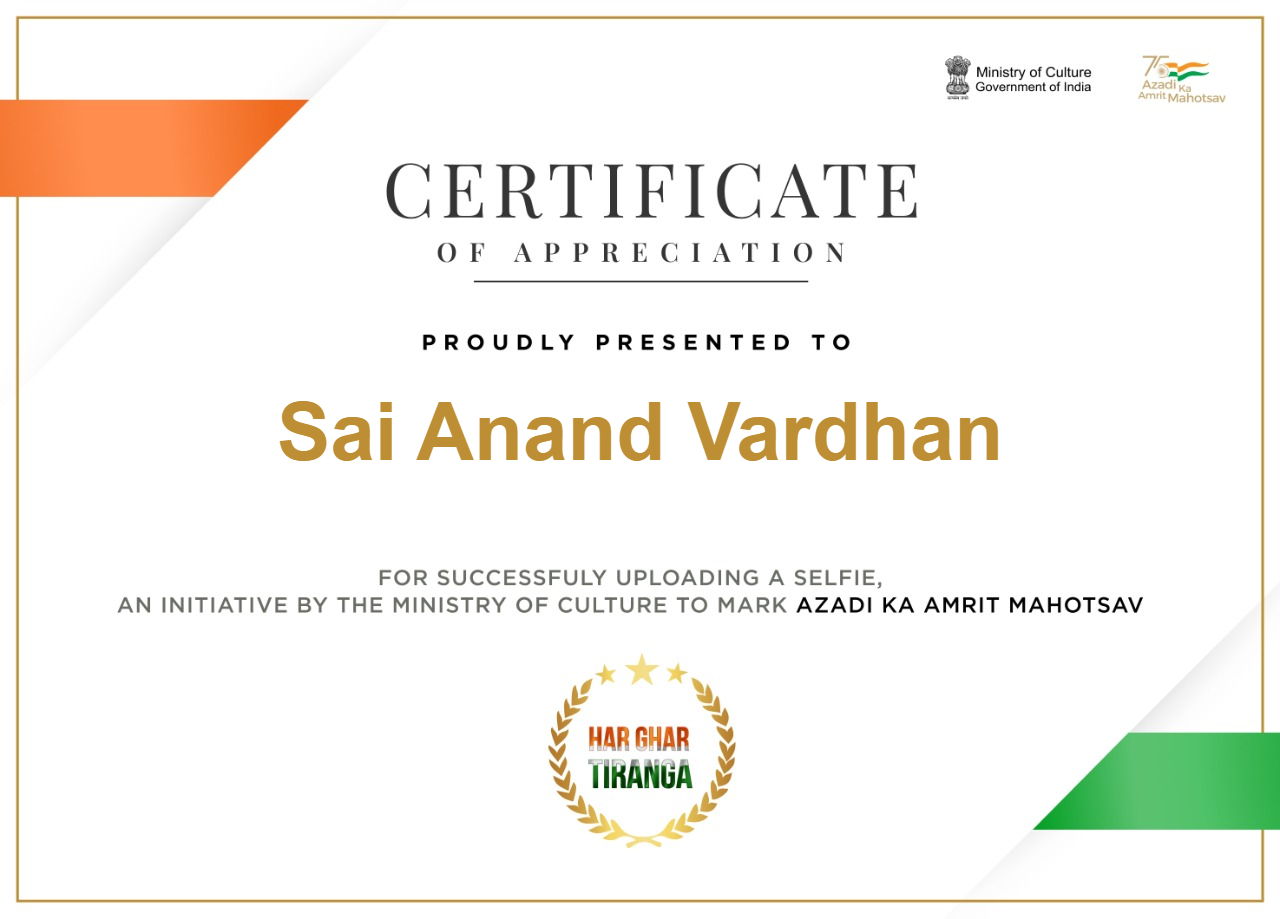 Ministry of Culture
Government of India
75
Azadi Ka
Amrit Mahotsav
CERTIFICATE
OF APPRECIATION
PROUDLY PRESENTED TO
Sai Anand Vardhan
FOR SUCCESSFULY UPLOADING A SELFIE,
AN INITIATIVE BY THE MINISTRY OF CULTURE TO MARK AZADI KA AMRIT MAHOTSAV
HAR GHAR
TIRANGA